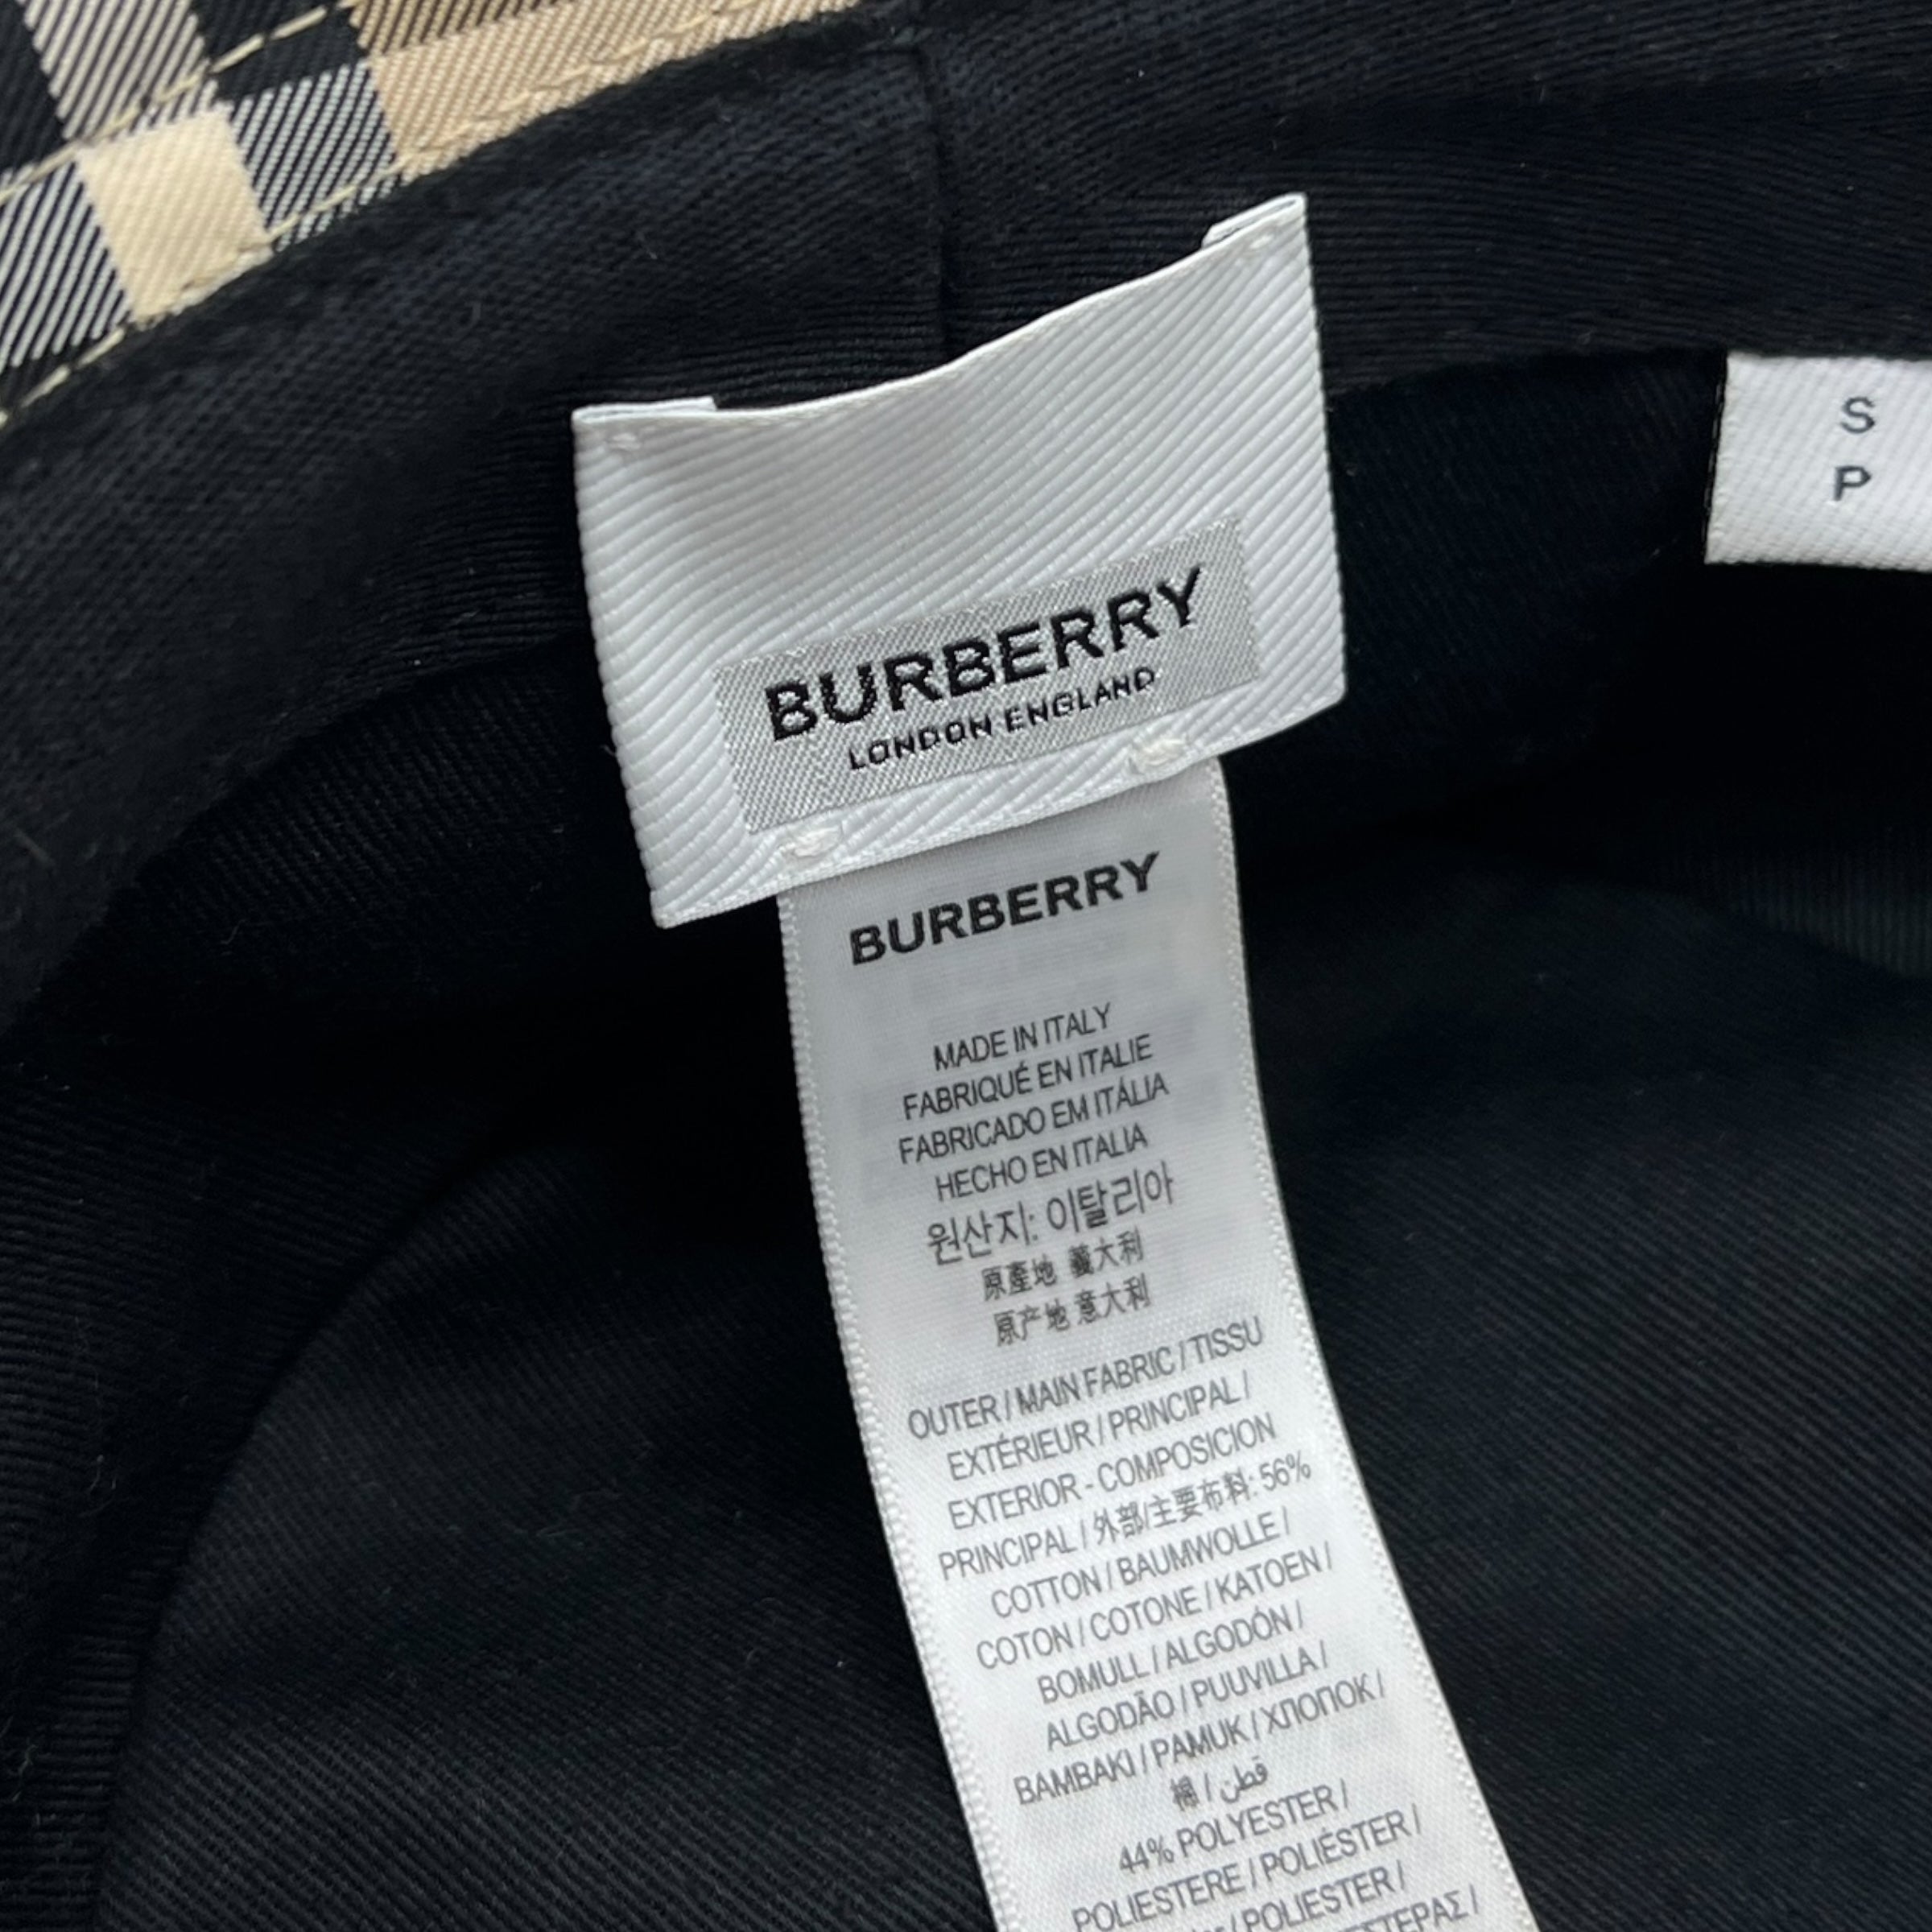 BURBERRY
LONDON ENGLAND
S
P
BURBERRY
MADE IN ITALY
FABRIQUÉ EN ITALIE
FABRICADO EM ITÁLIA
HECHO EN ITALIA
원산지: 이탈리아
原產地 義大利
原产地 意大利
OUTER / MAIN FABRIC / TISSU
EXTÉRIEUR / PRINCIPAL /
EXTERIOR - COMPOSICION
PRINCIPAL / 外部/主要布料: 56%
COTTON / BAUMWOLLE /
COTON / COTONE / KATOEN /
BOMULL / ALGODÓN /
ALGODÃO / PUUVILLA /
BAMBAKI / PAMUK / ХЛОПОК /
棉 / قطن
44% POLYESTER /
POLIESTERE / POLIÉSTER /
/ POLIESTER /